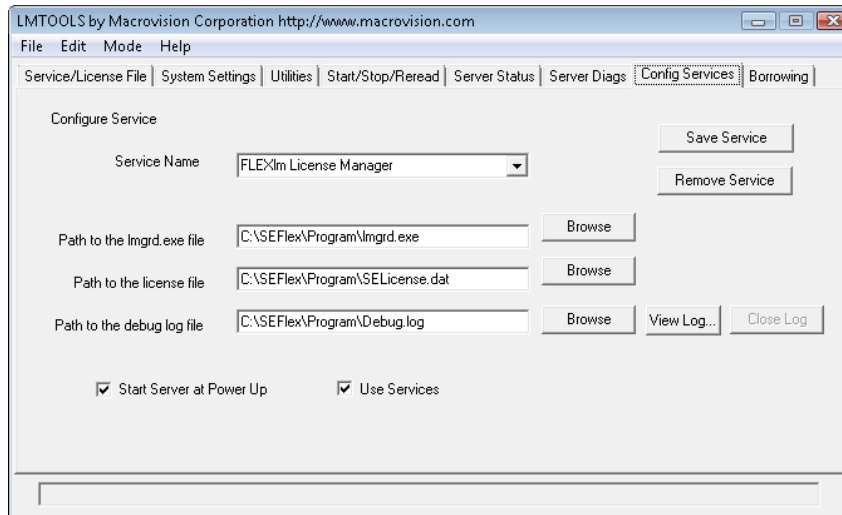 LMTOOLS by Macrovision Corporation http://www.macrovision.com
File Edit Mode Help
Service/License File System Settings Utilities Start/Stop/Reread Server Status Server Diags Config Services Borrowing
Configure Service
Save Service
Service Name FLEXlm License Manager
Remove Service
Path to the lmgrd.exe file C:\SEFlex\Program\lmgrd.exe Browse
Path to the license file C:\SEFlex\Program\SELicense.dat Browse
Path to the debug log file C:\SEFlex\Program\Debug.log Browse View Log... Close Log
Start Server at Power Up Use Services